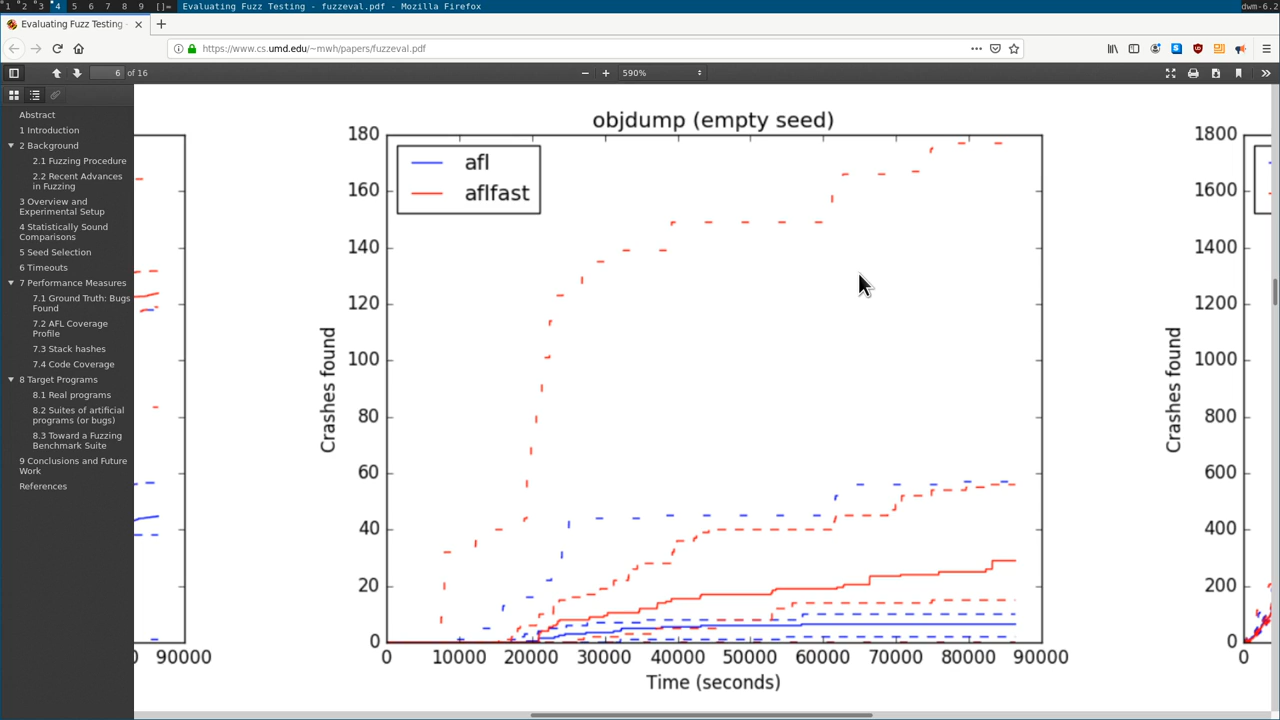 1 2 3 4 5 6 7 8 9 []= Evaluating Fuzz Testing - fuzzeval.pdf - Mozilla Firefox dwm-6.2
Evaluating Fuzz Testing -
https://www.cs.umd.edu/~mwh/papers/fuzzeval.pdf
6 of 16
590%
Abstract
1 Introduction
2 Background
2.1 Fuzzing Procedure
2.2 Recent Advances
in Fuzzing
3 Overview and
Experimental Setup
4 Statistically Sound
Comparisons
5 Seed Selection
6 Timeouts
7 Performance Measures
7.1 Ground Truth: Bugs
Found
7.2 AFL Coverage
Profile
7.3 Stack hashes
7.4 Code Coverage
8 Target Programs
8.1 Real programs
8.2 Suites of artificial
programs (or bugs)
8.3 Toward a Fuzzing
Benchmark Suite
9 Conclusions and Future
Work
References
0 90000
objdump (empty seed)
afl
aflfast
Crashes found
180
160
140
120
100
80
60
40
20
0
0 10000 20000 30000 40000 50000 60000 70000 80000 90000
Time (seconds)
Crashes found
1800
1600
1400
1200
1000
800
600
400
200
0
0